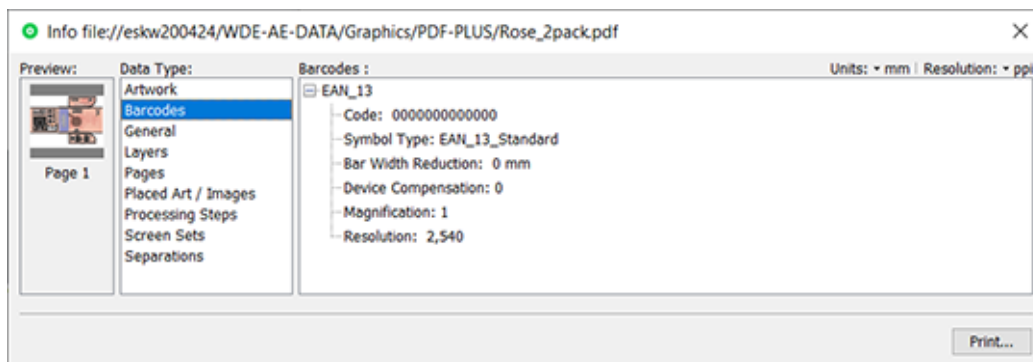 Info file://eskw200424/WDE-AE-DATA/Graphics/PDF-PLUS/Rose_2pack.pdf
Preview:
Page 1
Data Type:
Artwork
Barcodes
General
Layers
Pages
Placed Art / Images
Processing Steps
Screen Sets
Separations
Barcodes :
Units: mm | Resolution: ppi
EAN_13
Code: 0000000000000
Symbol Type: EAN_13_Standard
Bar Width Reduction: 0 mm
Device Compensation: 0
Magnification: 1
Resolution: 2,540
Print...